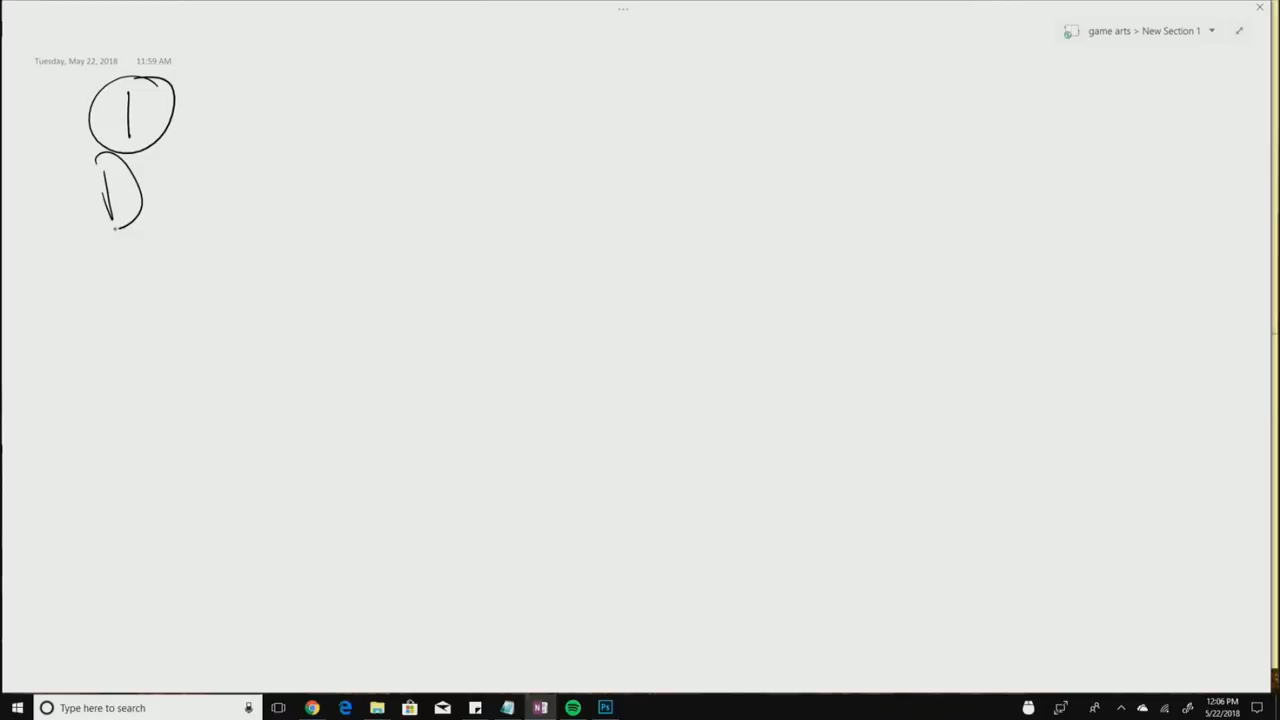 ...
game arts > New Section 1
Tuesday, May 22, 2018 11:59 AM
1
D
Type here to search
12:06 PM
5/22/2018